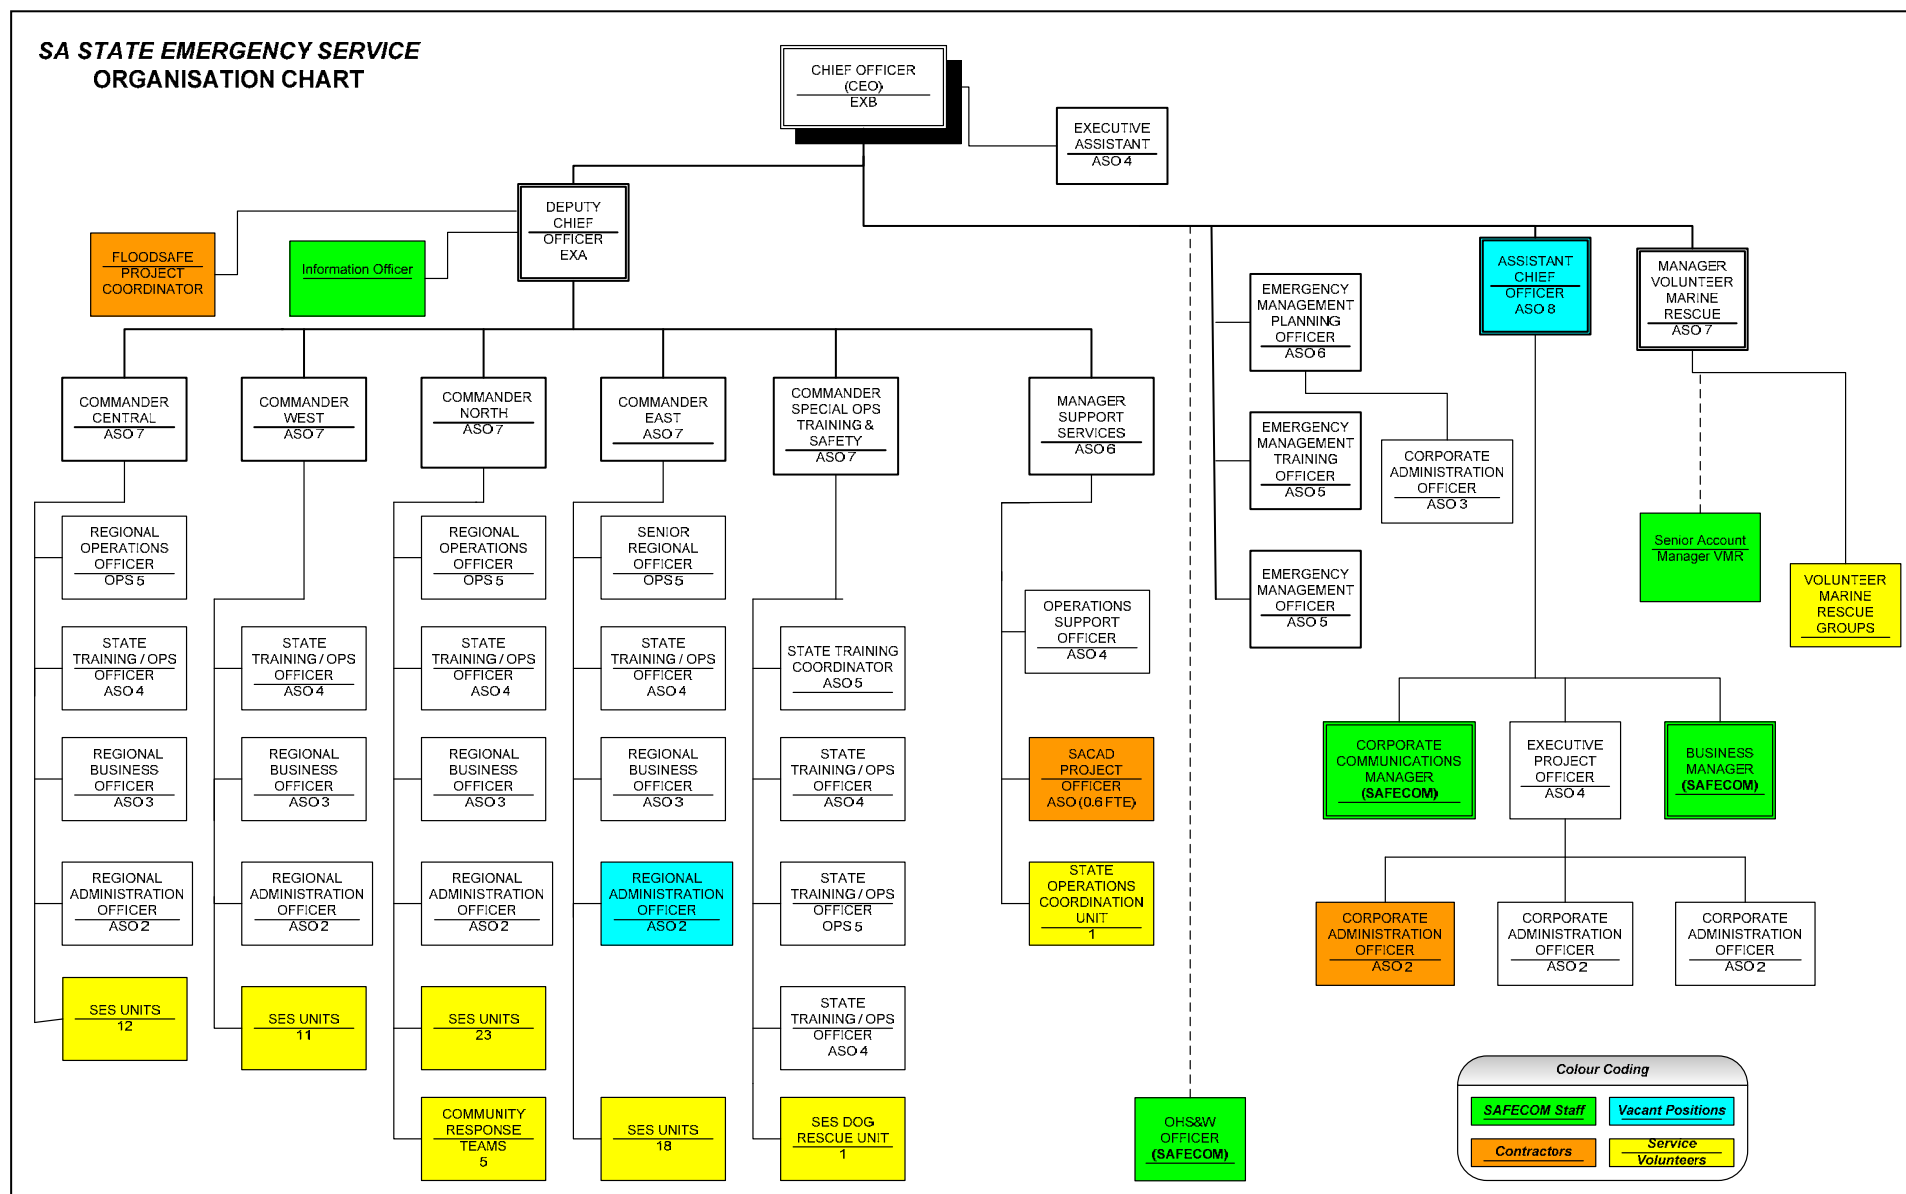 SA STATE EMERGENCY SERVICE
ORGANISATION CHART
CHIEF OFFICER
(CEO)
EXB
EXECUTIVE
ASSISTANT
ASO 4
DEPUTY
CHIEF
OFFICER
EXA
FLOODSAFE
PROJECT
COORDINATOR
Information Officer
EMERGENCY
MANAGEMENT
PLANNING
OFFICER
ASO 6
ASSISTANT
CHIEF
OFFICER
ASO 8
MANAGER
VOLUNTEER
MARINE
RESCUE
ASO 7
COMMANDER
CENTRAL
ASO 7
COMMANDER
WEST
ASO 7
COMMANDER
NORTH
ASO 7
COMMANDER
EAST
ASO 7
COMMANDER
SPECIAL OPS
TRAINING &
SAFETY
ASO 7
MANAGER
SUPPORT
SERVICES
ASO 6
EMERGENCY
MANAGEMENT
TRAINING
OFFICER
ASO 5
CORPORATE
ADMINISTRATION
OFFICER
ASO 3
REGIONAL
OPERATIONS
OFFICER
OPS 5
REGIONAL
OPERATIONS
OFFICER
OPS 5
SENIOR
REGIONAL
OFFICER
OPS 5
EMERGENCY
MANAGEMENT
OFFICER
ASO 5
Senior Account
Manager VMR
VOLUNTEER
MARINE
RESCUE
GROUPS
STATE
TRAINING / OPS
OFFICER
ASO 4
STATE
TRAINING / OPS
OFFICER
ASO 4
STATE
TRAINING / OPS
OFFICER
ASO 4
STATE
TRAINING / OPS
OFFICER
ASO 4
STATE TRAINING
COORDINATOR
ASO 5
OPERATIONS
SUPPORT
OFFICER
ASO 4
REGIONAL
BUSINESS
OFFICER
ASO 3
REGIONAL
BUSINESS
OFFICER
ASO 3
REGIONAL
BUSINESS
OFFICER
ASO 3
REGIONAL
BUSINESS
OFFICER
ASO 3
STATE
TRAINING / OPS
OFFICER
ASO 4
SACAD
PROJECT
OFFICER
ASO (0.6 FTE)
CORPORATE
COMMUNICATIONS
MANAGER
(SAFECOM)
EXECUTIVE
PROJECT
OFFICER
ASO 4
BUSINESS
MANAGER
(SAFECOM)
REGIONAL
ADMINISTRATION
OFFICER
ASO 2
REGIONAL
ADMINISTRATION
OFFICER
ASO 2
REGIONAL
ADMINISTRATION
OFFICER
ASO 2
REGIONAL
ADMINISTRATION
OFFICER
ASO 2
STATE
TRAINING / OPS
OFFICER
OPS 5
STATE
OPERATIONS
COORDINATION
UNIT
1
CORPORATE
ADMINISTRATION
OFFICER
ASO 2
CORPORATE
ADMINISTRATION
OFFICER
ASO 2
CORPORATE
ADMINISTRATION
OFFICER
ASO 2
SES UNITS
12
SES UNITS
11
SES UNITS
23
STATE
TRAINING / OPS
OFFICER
ASO 4
COMMUNITY
RESPONSE
TEAMS
5
SES UNITS
18
SES DOG
RESCUE UNIT
1
OHS&W
OFFICER
(SAFECOM)
Colour Coding
SAFECOM Staff
Vacant Positions
Contractors
Service
Volunteers